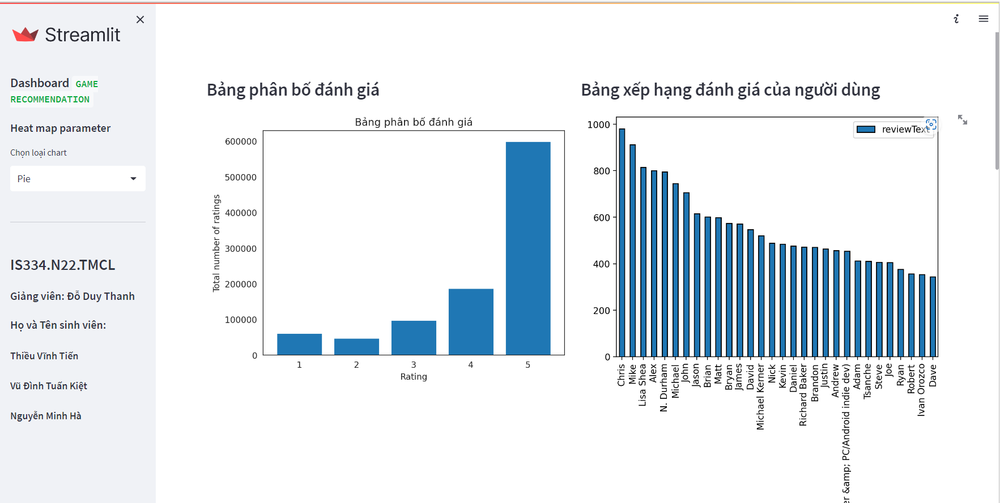 Streamlit
Dashboard GAME
RECOMMENDATION
Heat map parameter
Chọn loại chart
Pie
IS334.N22.TMCL
Giảng viên: Đỗ Duy Thanh
Họ và Tên sinh viên:
Thiều Vĩnh Tiến
Vũ Đình Tuấn Kiệt
Nguyễn Minh Hà
Bảng phân bố đánh giá
Bảng phân bố đánh giá
Total number of ratings
600000
500000
400000
300000
200000
100000
0
1 2 3 4 5
Rating
Bảng xếp hạng đánh giá của người dùng
reviewText
1000
800
600
400
200
0
Chris
Mike
Lisa Shea
Alex
N. Durham
Michael
John
Jason
Brian
Matt
Bryan
James
David
Michael Kerner
Nick
Kevin
Daniel
Richard Baker
Brandon
Justin
Andrew
&amp; PC/Android indie dev)
Adam
Tsanche
Steve
Joe
Ryan
Robert
Ivan Orozco
Dave